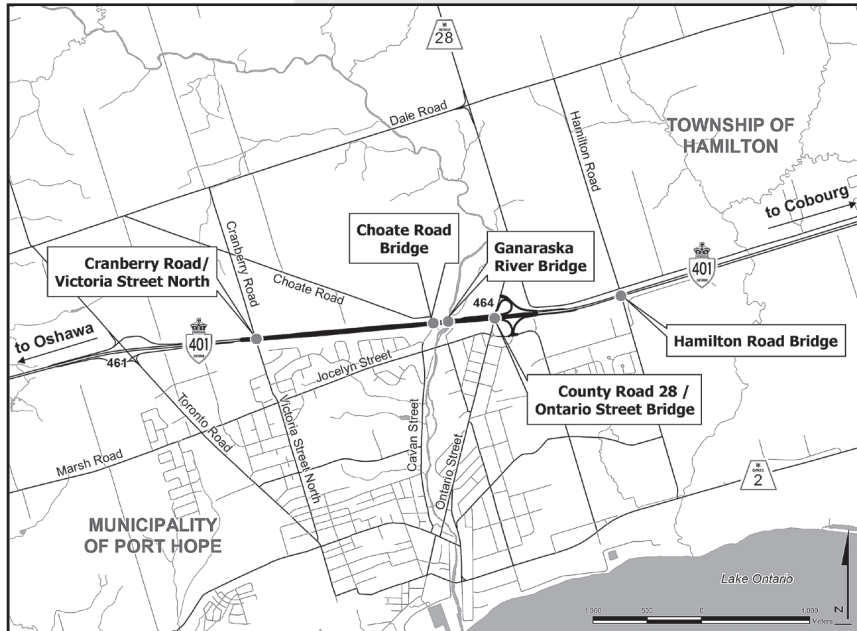 28
Dale Road
Hamilton Road
TOWNSHIP OF
HAMILTON
to Cobourg
Choate Road
Bridge
Ganaraska
River Bridge
Cranberry Road/
Victoria Street North
Cranberry Road
Choate Road
464
401
Hamilton Road Bridge
to Oshawa
401
461
Jocelyn Street
County Road 28 /
Ontario Street Bridge
Toronto Road
Victoria Street North
Cavan Street
Ontario Street
Marsh Road
2
MUNICIPALITY
OF PORT HOPE
Lake Ontario
1,000 500 0 1,000
Meters
N